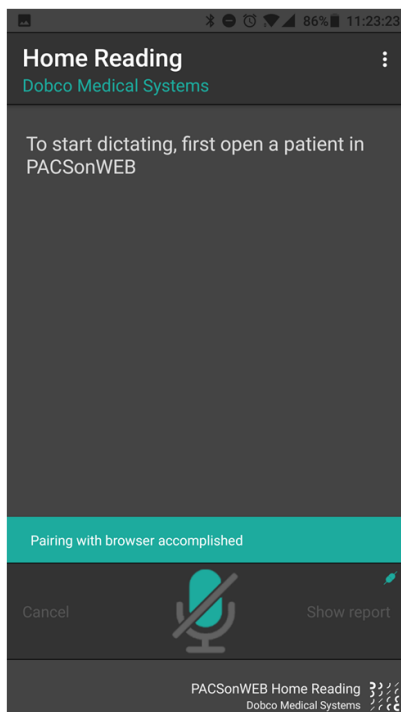 86% 11:23:23
Home Reading
Dobco Medical Systems
To start dictating, first open a patient in
PACSonWEB
Pairing with browser accomplished
Cancel
Show report
PACSonWEB Home Reading
Dobco Medical Systems